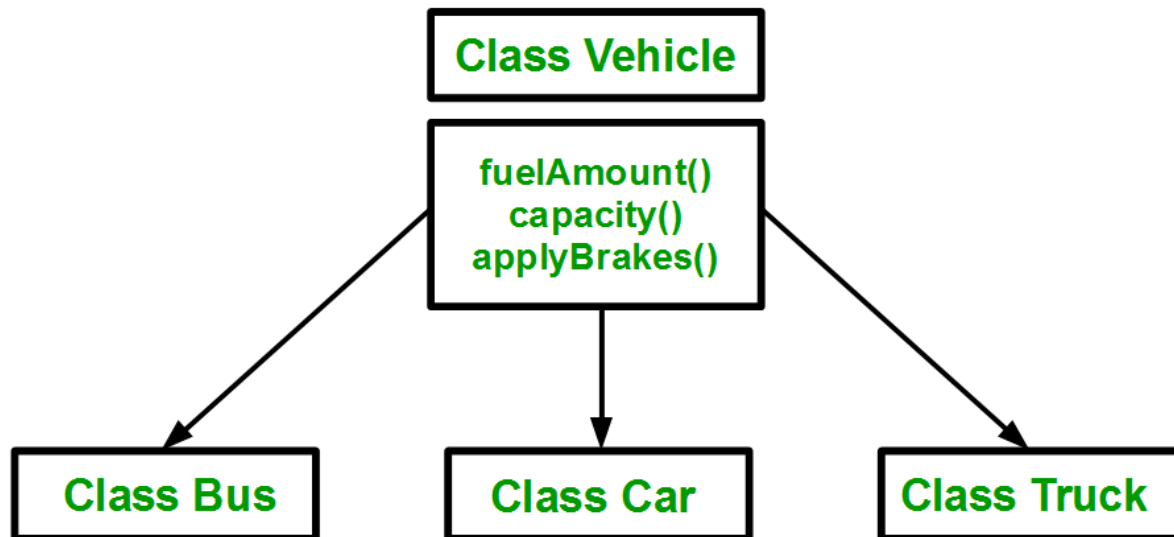 Class Vehicle
fuelAmount()
capacity()
applyBrakes()
Class Bus
Class Car
Class Truck